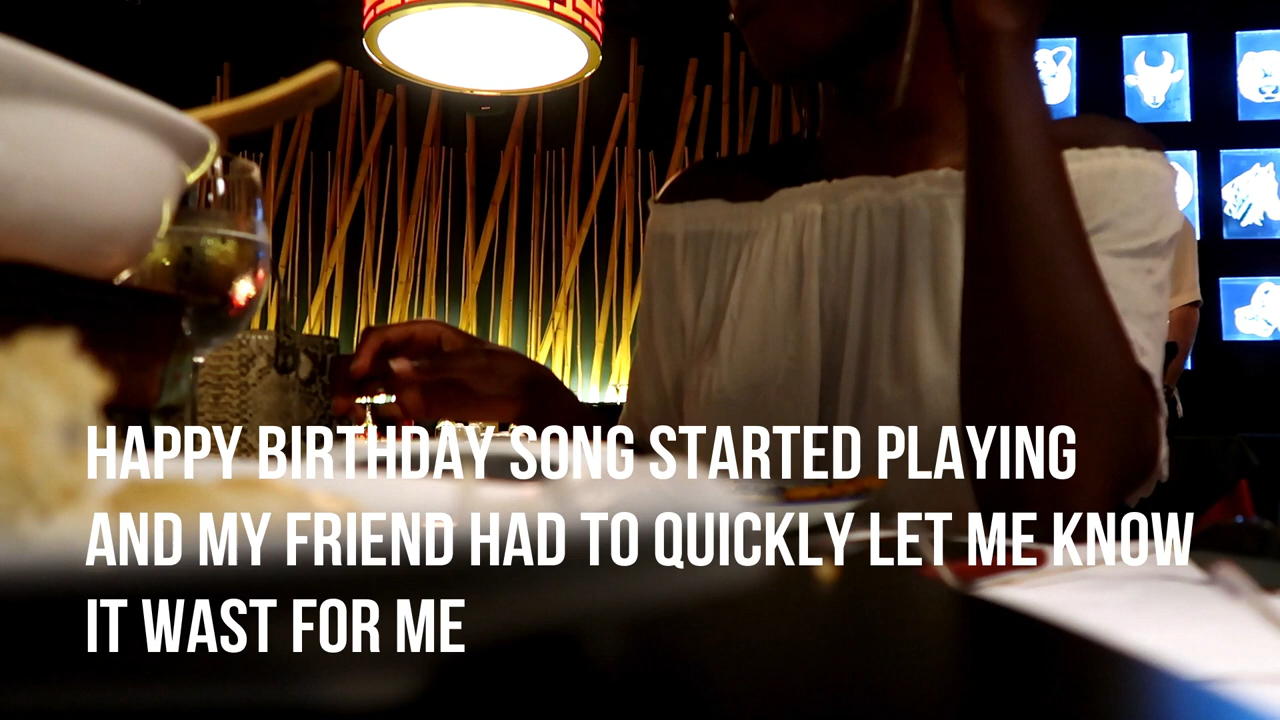 HAPPY BIRTHDAY SONG STARTED PLAYING
AND MY FRIEND HAD TO QUICKLY LET ME KNOW
IT WAST FOR ME